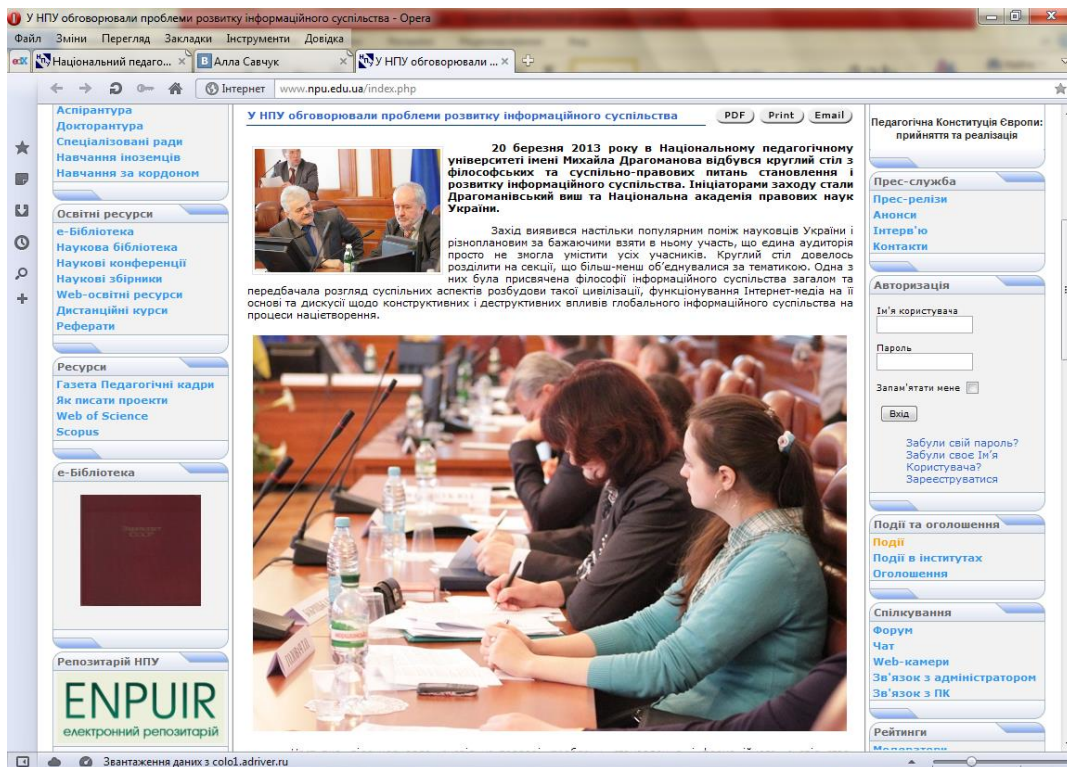 У НПУ обговорювали проблеми розвитку інформаційного суспільства - Opera
Файл Зміни Перегляд Закладки Інструменти Довідка
Національний педаго...
Алла Савчук
У НПУ обговорювали ...
Інтернет www.npu.edu.ua/index.php
Аспірантура
Докторантура
Спеціалізовані ради
Навчання іноземців
Навчання за кордоном
Освітні ресурси
e-Бібліотека
Наукова бібліотека
Наукові конференції
Наукові збірники
Web-освітні ресурси
Дистанційні курси
Реферати
Ресурси
Газета Педагогічні кадри
Як писати проекти
Web of Science
Scopus
е-Бібліотека
Репозитарій НПУ
ENPUIR
електронний репозитарій
У НПУ обговорювали проблеми розвитку інформаційного суспільства
PDF Print Email
20 березня 2013 року в Національному педагогічному
університеті імені Михайла Драгоманова відбувся круглий стіл з
філософських та суспільно-правових питань становлення і
розвитку інформаційного суспільства. Ініціаторами заходу стали
Драгоманівський виш та Національна академія правових наук
України.
Захід виявився настільки популярним поміж науковців України і
різноплановим за бажаючими взяти в ньому участь, що єдина аудиторія
просто не змогла умістити усіх учасників. Круглий стіл довелось
розділити на секції, що більш-менш об'єднувалися за тематикою. Одна з
них була присвячена філософії інформаційного суспільства загалом та
передбачала розгляд суспільних аспектів розбудови такої цивілізації, функціонування Інтернет-медіа на її
основі та дискусії щодо конструктивних і деструктивних впливів глобального інформаційного суспільства на
процеси націєтворення.
Педагогічна Конституція Європи:
прийняття та реалізація
Прес-служба
Прес-релізи
Анонси
Інтерв'ю
Контакти
Авторизація
Ім'я користувача
Пароль
Запам'ятати мене
Вхід
Забули свій пароль?
Забули своє Ім'я
Користувача?
Зареєструватися
Події та оголошення
Події
Події в інститутах
Оголошення
Спілкування
Форум
Чат
Web-камери
Зв'язок з адміністратором
Зв'язок з ПК
Рейтинги
Звантаження даних з colo1.adriver.ru